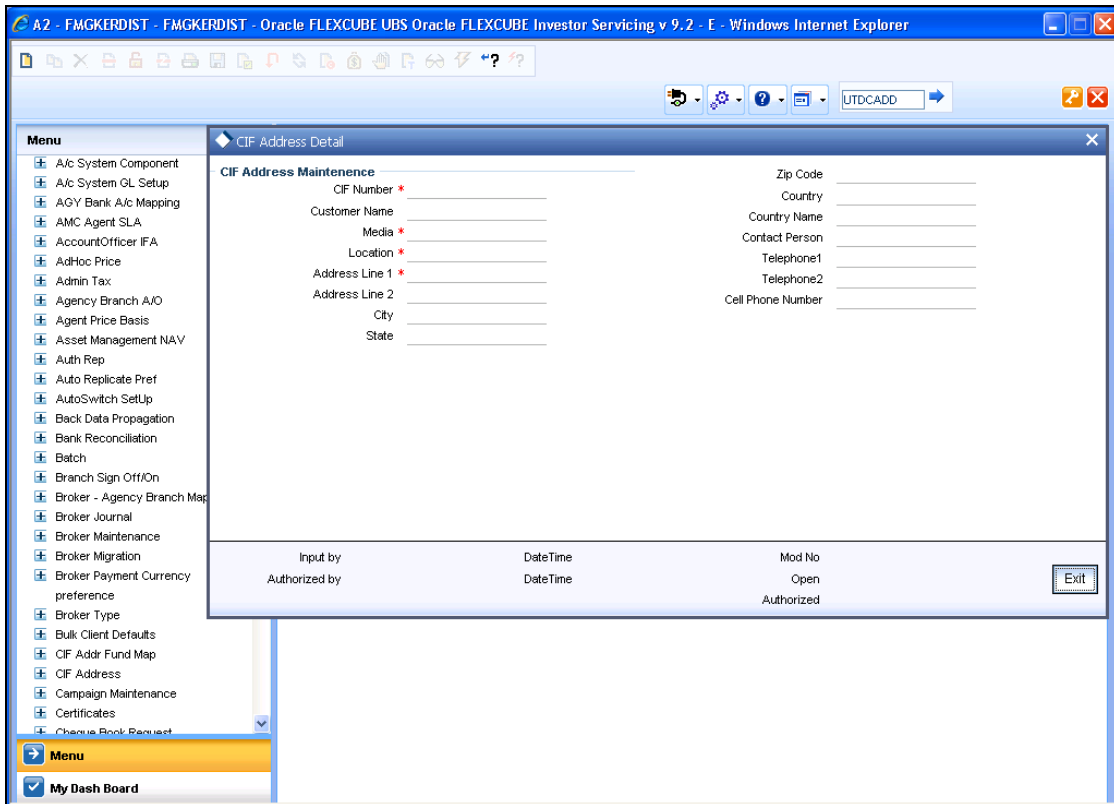 A2 - FMGKERDIST - FMGKERDIST - Oracle FLEXCUBE UBS Oracle FLEXCUBE Investor Servicing v 9.2 - E - Windows Internet Explorer
UTDCADD
Menu
A/c System Component
A/c System GL Setup
AGY Bank A/c Mapping
AMC Agent SLA
AccountOfficer IFA
AdHoc Price
Admin Tax
Agency Branch A/O
Agent Price Basis
Asset Management NAV
Auth Rep
Auto Replicate Pref
AutoSwitch SetUp
Back Data Propagation
Bank Reconciliation
Batch
Branch Sign Off/On
Broker - Agency Branch Map
Broker Journal
Broker Maintenance
Broker Migration
Broker Payment Currency
preference
Broker Type
Bulk Client Defaults
CIF Addr Fund Map
CIF Address
Campaign Maintenance
Certificates
Cheque Book Request
Menu
My Dash Board
CIF Address Detail
CIF Address Maintenence
CIF Number *
Customer Name
Media *
Location *
Address Line 1 *
Address Line 2
City
State
Zip Code
Country
Country Name
Contact Person
Telephone1
Telephone2
Cell Phone Number
Input by DateTime Mod No
Authorized by DateTime Open
Authorized
Exit